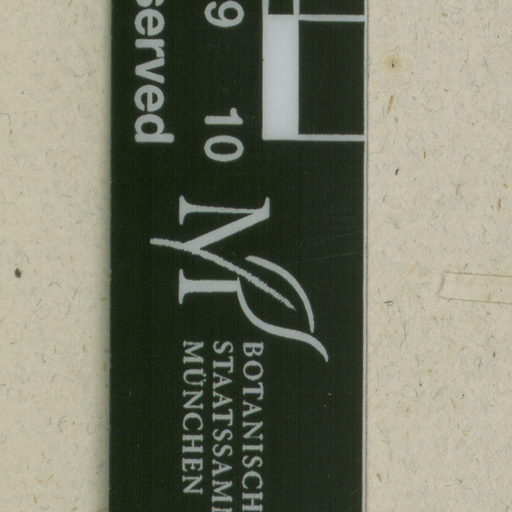 9 10
served
M
BOTANISCH
STAATSSAM
MÜNCHEN